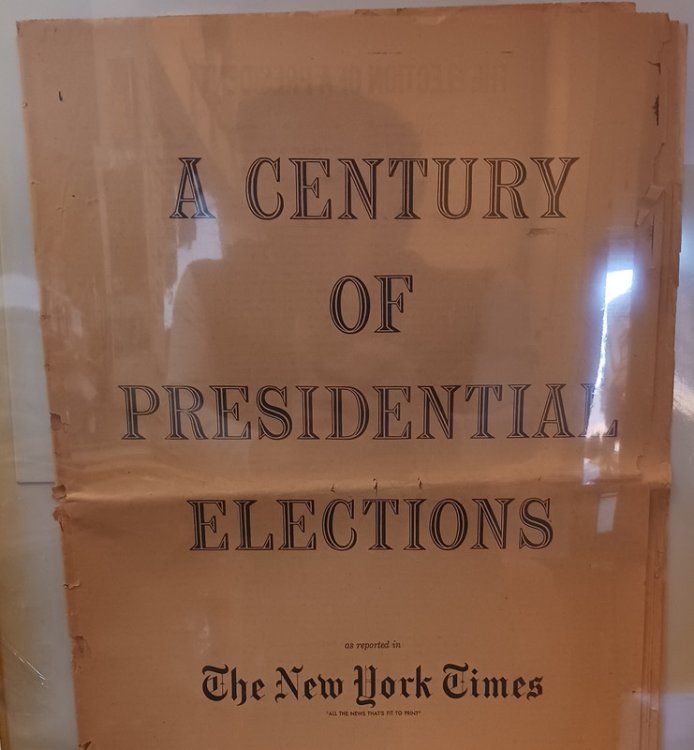 A CENTURY
OF
PRESIDENTIAL
ELECTIONS
as reported in
The New York Times
"ALL THE NEWS THAT'S FIT TO PRINT"